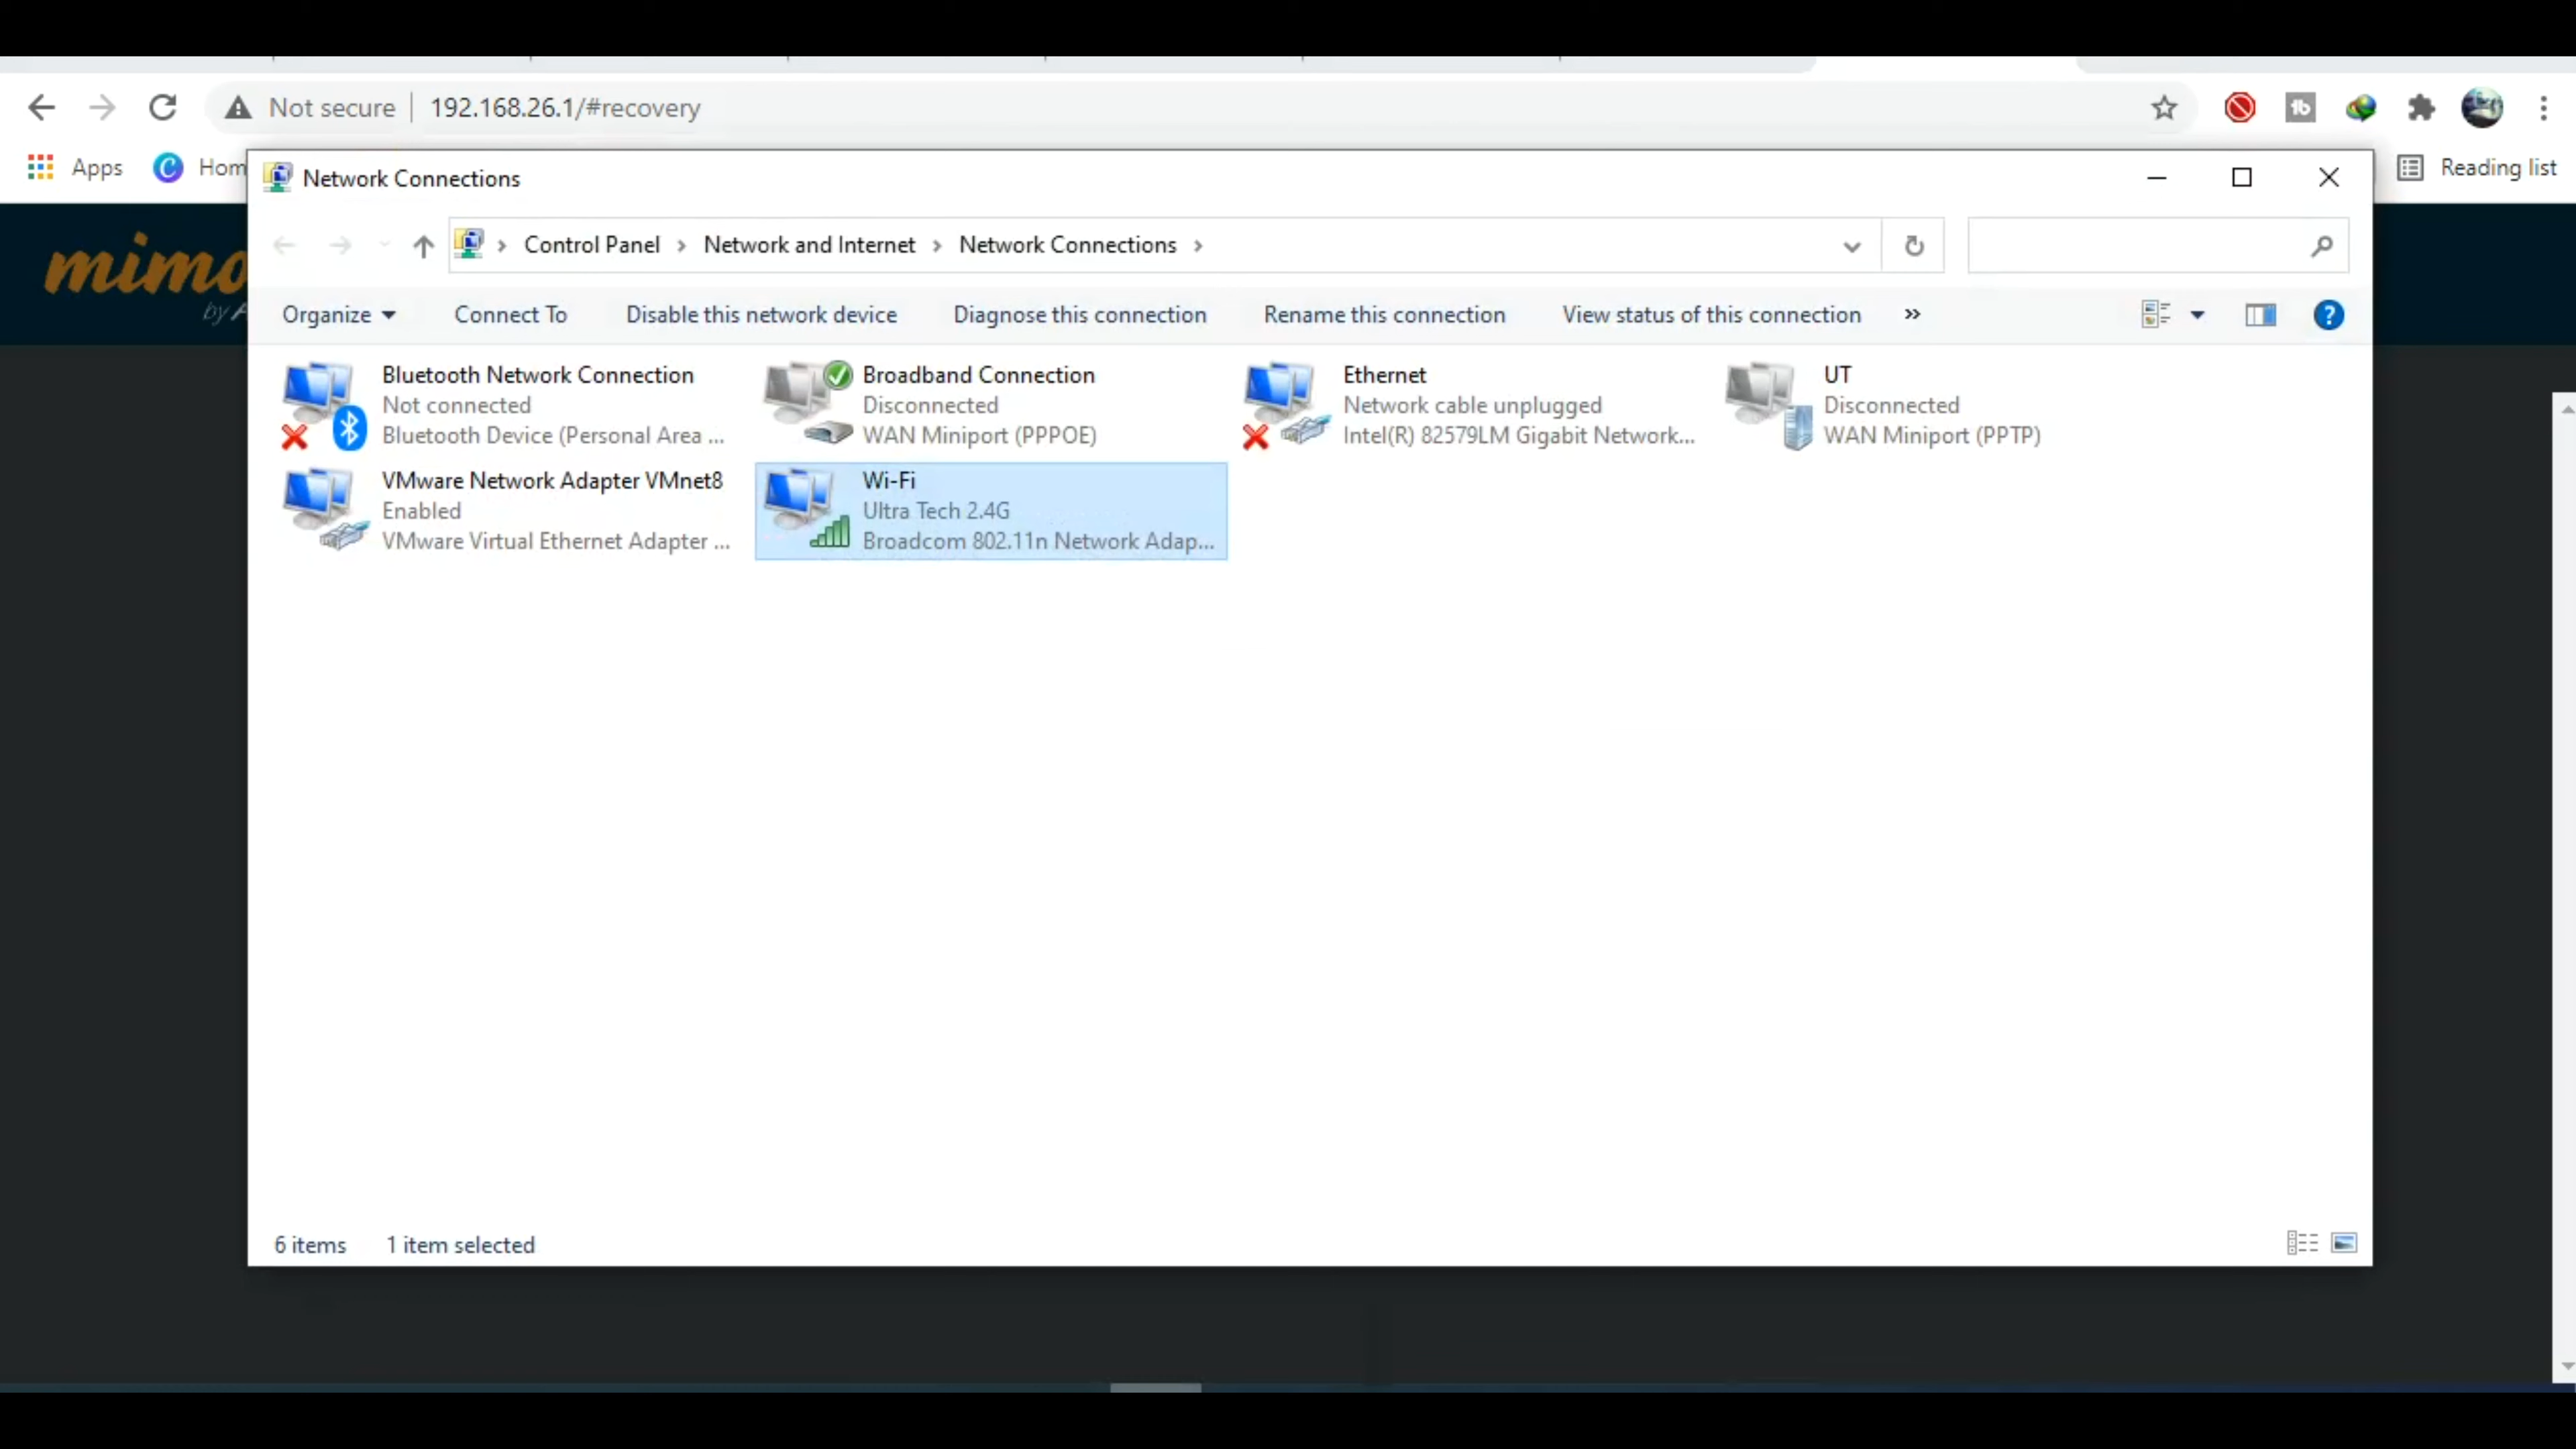 Not secure 192.168.26.1/#recovery
Apps Hom Reading list
Network Connections
mimo
by A
Control Panel Network and Internet Network Connections
Organize Connect To Disable this network device Diagnose this connection Rename this connection View status of this connection »
Bluetooth Network Connection
Not connected
Bluetooth Device (Personal Area ...
Broadband Connection
Disconnected
WAN Miniport (PPPOE)
Ethernet
Network cable unplugged
Intel(R) 82579LM Gigabit Network...
UT
Disconnected
WAN Miniport (PPTP)
VMware Network Adapter VMnet8
Enabled
VMware Virtual Ethernet Adapter ...
Wi-Fi
Ultra Tech 2.4G
Broadcom 802.11n Network Adap...
6 items 1 item selected